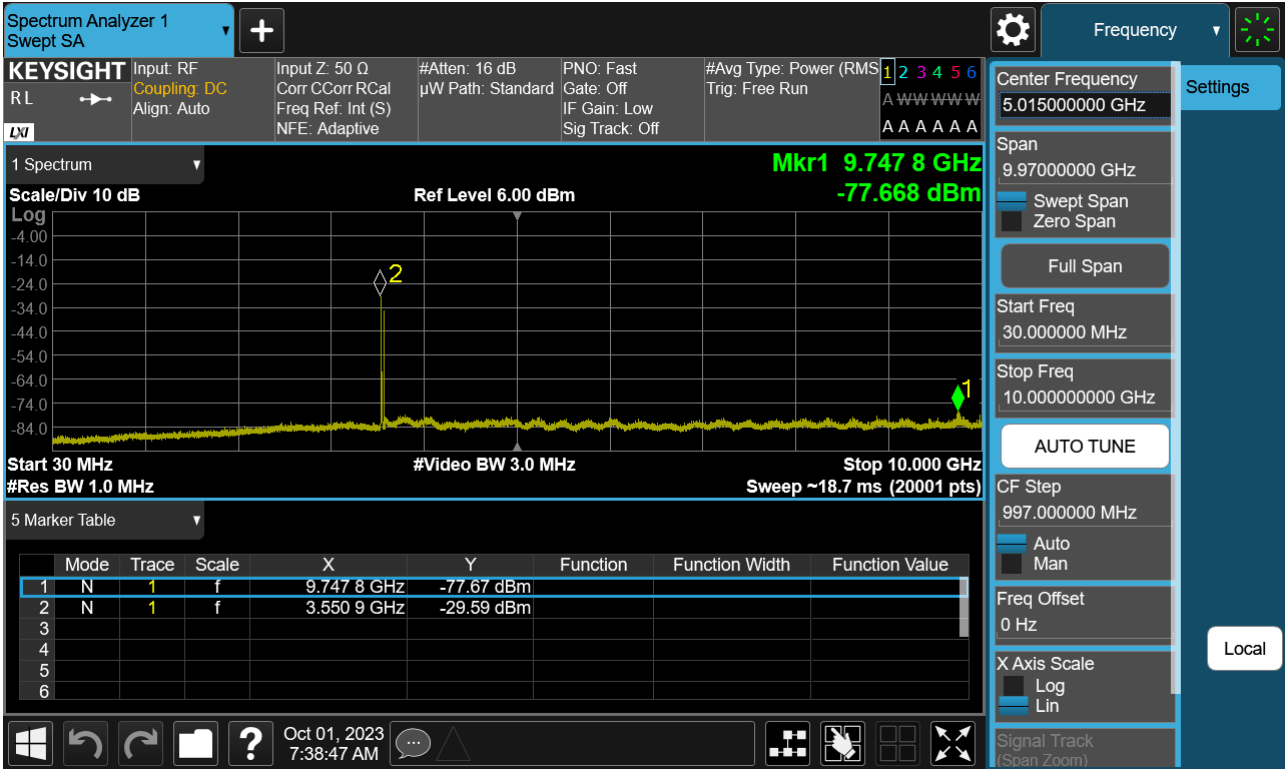 Spectrum Analyzer 1
Swept SA
+
Frequency
KEYSIGHT
R L
LXI
Input: RF
Coupling: DC
Align: Auto
Input Z: 50 Ω
Corr CCorr RCal
Freq Ref: Int (S)
NFE: Adaptive
#Atten: 16 dB
µW Path: Standard
PNO: Fast
Gate: Off
IF Gain: Low
Sig Track: Off
#Avg Type: Power (RMS
Trig: Free Run
1 2 3 4 5 6
A W W W W W
A A A A A A
1 Spectrum
Mkr1 9.747 8 GHz
-77.668 dBm
Scale/Div 10 dB
Ref Level 6.00 dBm
Log
-4.00
-14.0
-24.0
-34.0
-44.0
-54.0
-64.0
-74.0
-84.0
2
1
Start 30 MHz
#Video BW 3.0 MHz
Stop 10.000 GHz
#Res BW 1.0 MHz
Sweep ~18.7 ms (20001 pts)
5 Marker Table
Mode Trace Scale X Y Function Function Width Function Value
1 N 1 f 9.747 8 GHz -77.67 dBm
2 N 1 f 3.550 9 GHz -29.59 dBm
3
4
5
6
?
Oct 01, 2023
7:38:47 AM
Center Frequency
5.015000000 GHz
Settings
Span
9.97000000 GHz
Swept Span
Zero Span
Full Span
Start Freq
30.000000 MHz
Stop Freq
10.000000000 GHz
AUTO TUNE
CF Step
997.000000 MHz
Auto
Man
Freq Offset
0 Hz
X Axis Scale
Log
Lin
Signal Track
(Span Zoom)
Local